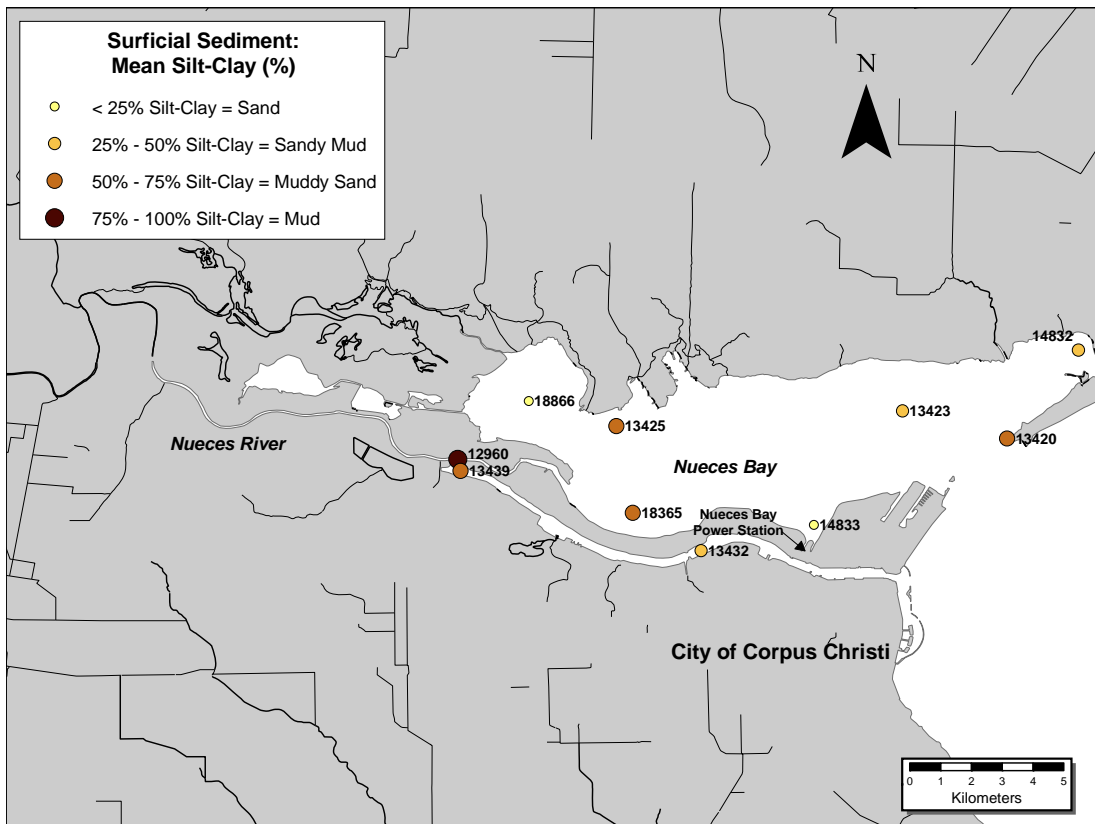 Surficial Sediment:
Mean Silt-Clay (%)
< 25% Silt-Clay = Sand
25% - 50% Silt-Clay = Sandy Mud
50% - 75% Silt-Clay = Muddy Sand
75% - 100% Silt-Clay = Mud
N
14832
18866
13423
13425
13420
Nueces River
12960
13439
Nueces Bay
18365
Nueces Bay
Power Station
14833
13432
City of Corpus Christi
0 1 2 3 4 5
Kilometers